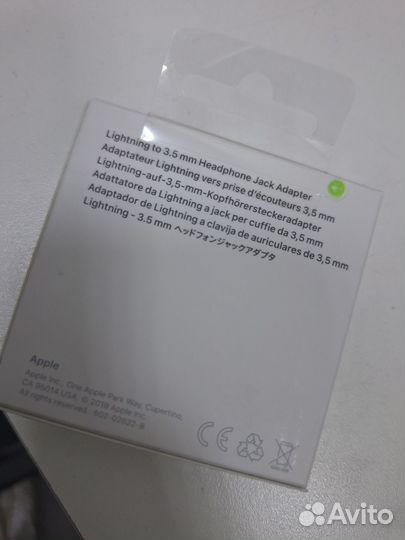 Lightning to 3.5 mm Headphone Jack Adapter
Adaptateur Lightning vers prise d'écouteurs 3,5 mm
Lightning-auf-3,5-mm-Kopfhörersteckeradapter
Adattatore da Lightning a jack per cuffie da 3,5 mm
Adaptador de Lightning a clavija de auriculares de 3,5 mm
Lightning - 3.5 mm ヘッドフォンジャックアダプタ
Apple
Apple Inc., One Apple Park Way, Cupertino,
CA 95014 USA. © 2019 Apple Inc.
All rights reserved. 602-02622-B
CE
Avito